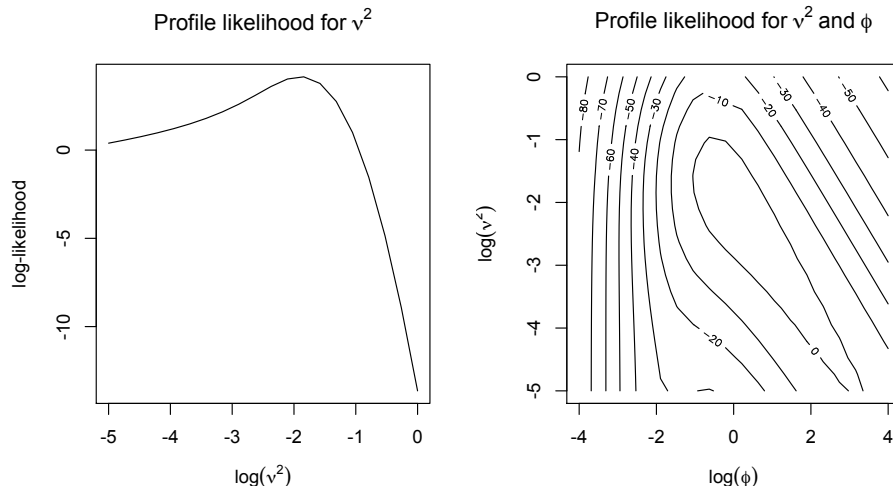 Profile likelihood for ν²
log-likelihood
0
-5
-10
-5 -4 -3 -2 -1 0
log(ν²)
Profile likelihood for ν² and ϕ
log(ν²)
0
-1
-2
-3
-4
-5
-4 -2 0 2 4
log(ϕ)
−80
−70
−60
−50
−40
−30
−10
−20
−30
−40
−50
−20
0